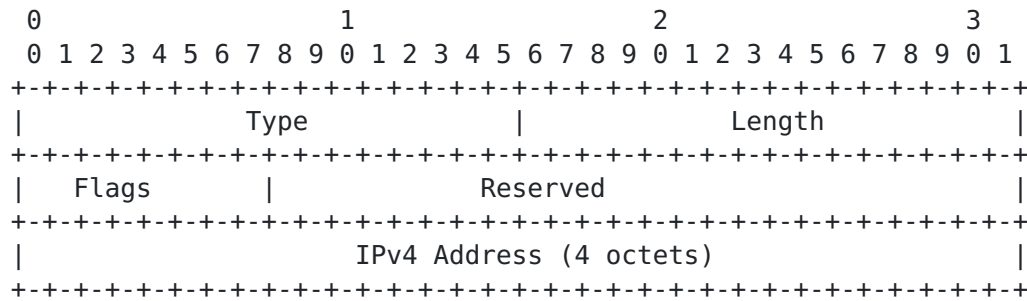 0                   1                   2                   3
 0 1 2 3 4 5 6 7 8 9 0 1 2 3 4 5 6 7 8 9 0 1 2 3 4 5 6 7 8 9 0 1
+-+-+-+-+-+-+-+-+-+-+-+-+-+-+-+-+-+-+-+-+-+-+-+-+-+-+-+-+-+-+-+-+
|              Type             |             Length            |
+-+-+-+-+-+-+-+-+-+-+-+-+-+-+-+-+-+-+-+-+-+-+-+-+-+-+-+-+-+-+-+-+
|   Flags       |             Reserved                          |
+-+-+-+-+-+-+-+-+-+-+-+-+-+-+-+-+-+-+-+-+-+-+-+-+-+-+-+-+-+-+-+-+
|                     IPv4 Address (4 octets)                   |
+-+-+-+-+-+-+-+-+-+-+-+-+-+-+-+-+-+-+-+-+-+-+-+-+-+-+-+-+-+-+-+-+